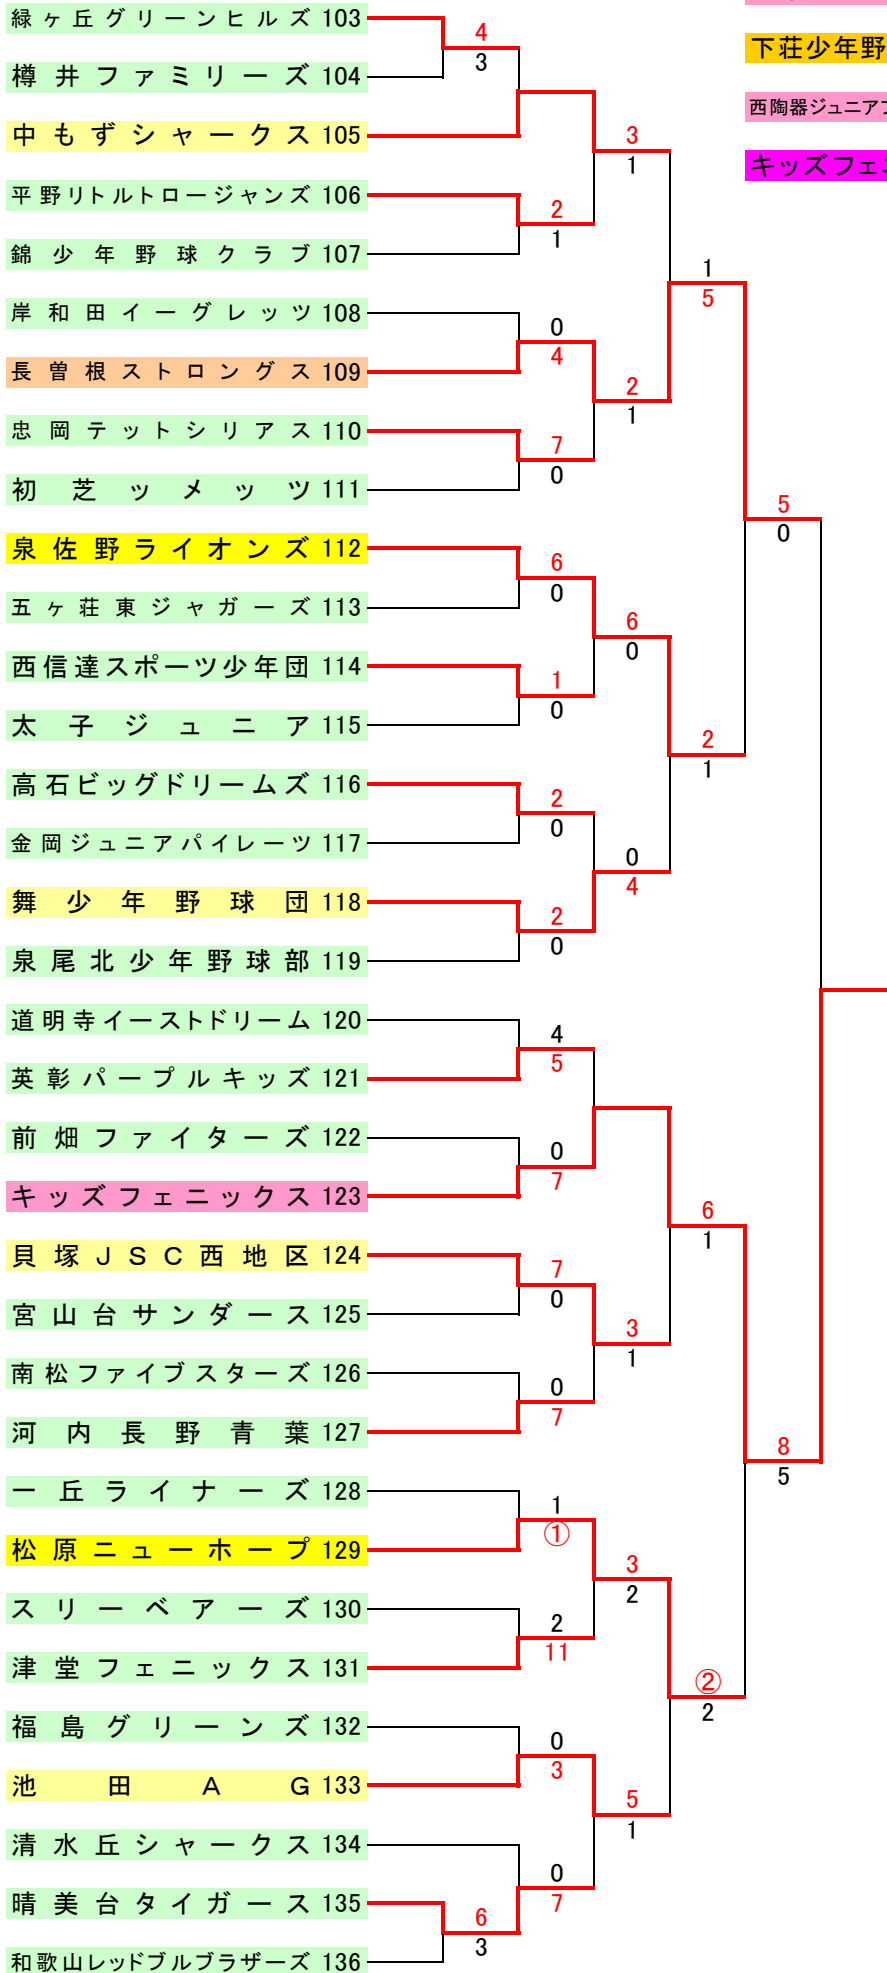 緑ヶ丘グリーンヒルズ 103
4
3
樽井ファミリーズ 104
中もずシャークス 105
3
1
平野リトルトロージャンズ 106
2
1
錦少年野球クラブ 107
1
5
岸和田イーグレッツ 108
0
4
長曽根ストロングス 109
2
1
忠岡テットシリアス 110
7
0
初芝ッメッツ 111
5
0
泉佐野ライオンズ 112
6
0
五ヶ荘東ジャガーズ 113
6
0
西信達スポーツ少年団 114
1
0
太子ジュニア 115
2
1
高石ビッグドリームズ 116
2
0
金岡ジュニアパイレーツ 117
0
4
舞少年野球団 118
2
0
泉尾北少年野球部 119
道明寺イーストドリーム 120
4
5
英彰パープルキッズ 121
前畑ファイターズ 122
0
7
キッズフェニックス 123
6
1
貝塚JSC西地区 124
7
0
宮山台サンダース 125
3
1
南松ファイブスターズ 126
0
7
河内長野青葉 127
8
5
一丘ライナーズ 128
1
①
松原ニューホープ 129
3
2
スリーベアーズ 130
2
11
津堂フェニックス 131
②
2
福島グリーンズ 132
0
3
池田AG 133
5
1
清水丘シャークス 134
0
7
晴美台タイガース 135
6
3
和歌山レッドブルブラザーズ 136
下荘少年野
西陶器ジュニア
キッズフェ